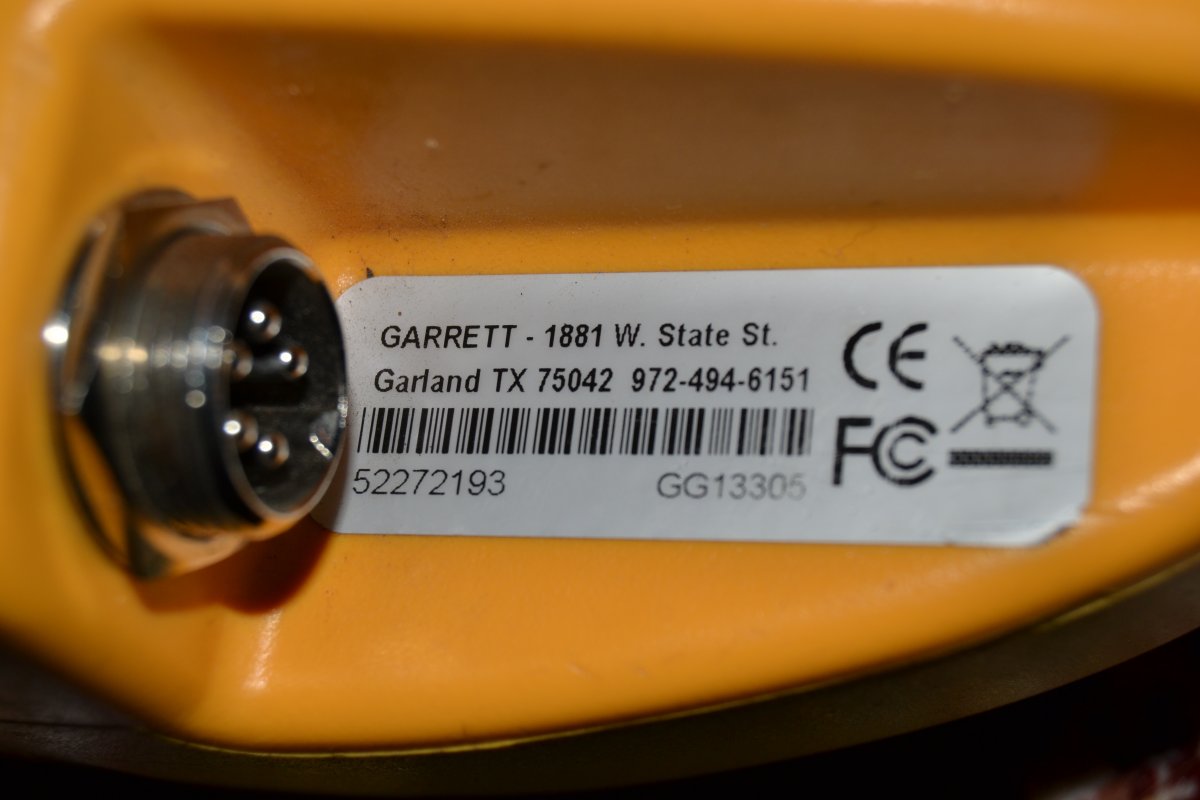 GARRETT - 1881 W. State St.
Garland TX 75042 972-494-6151
52272193 GG13305
CE
FC